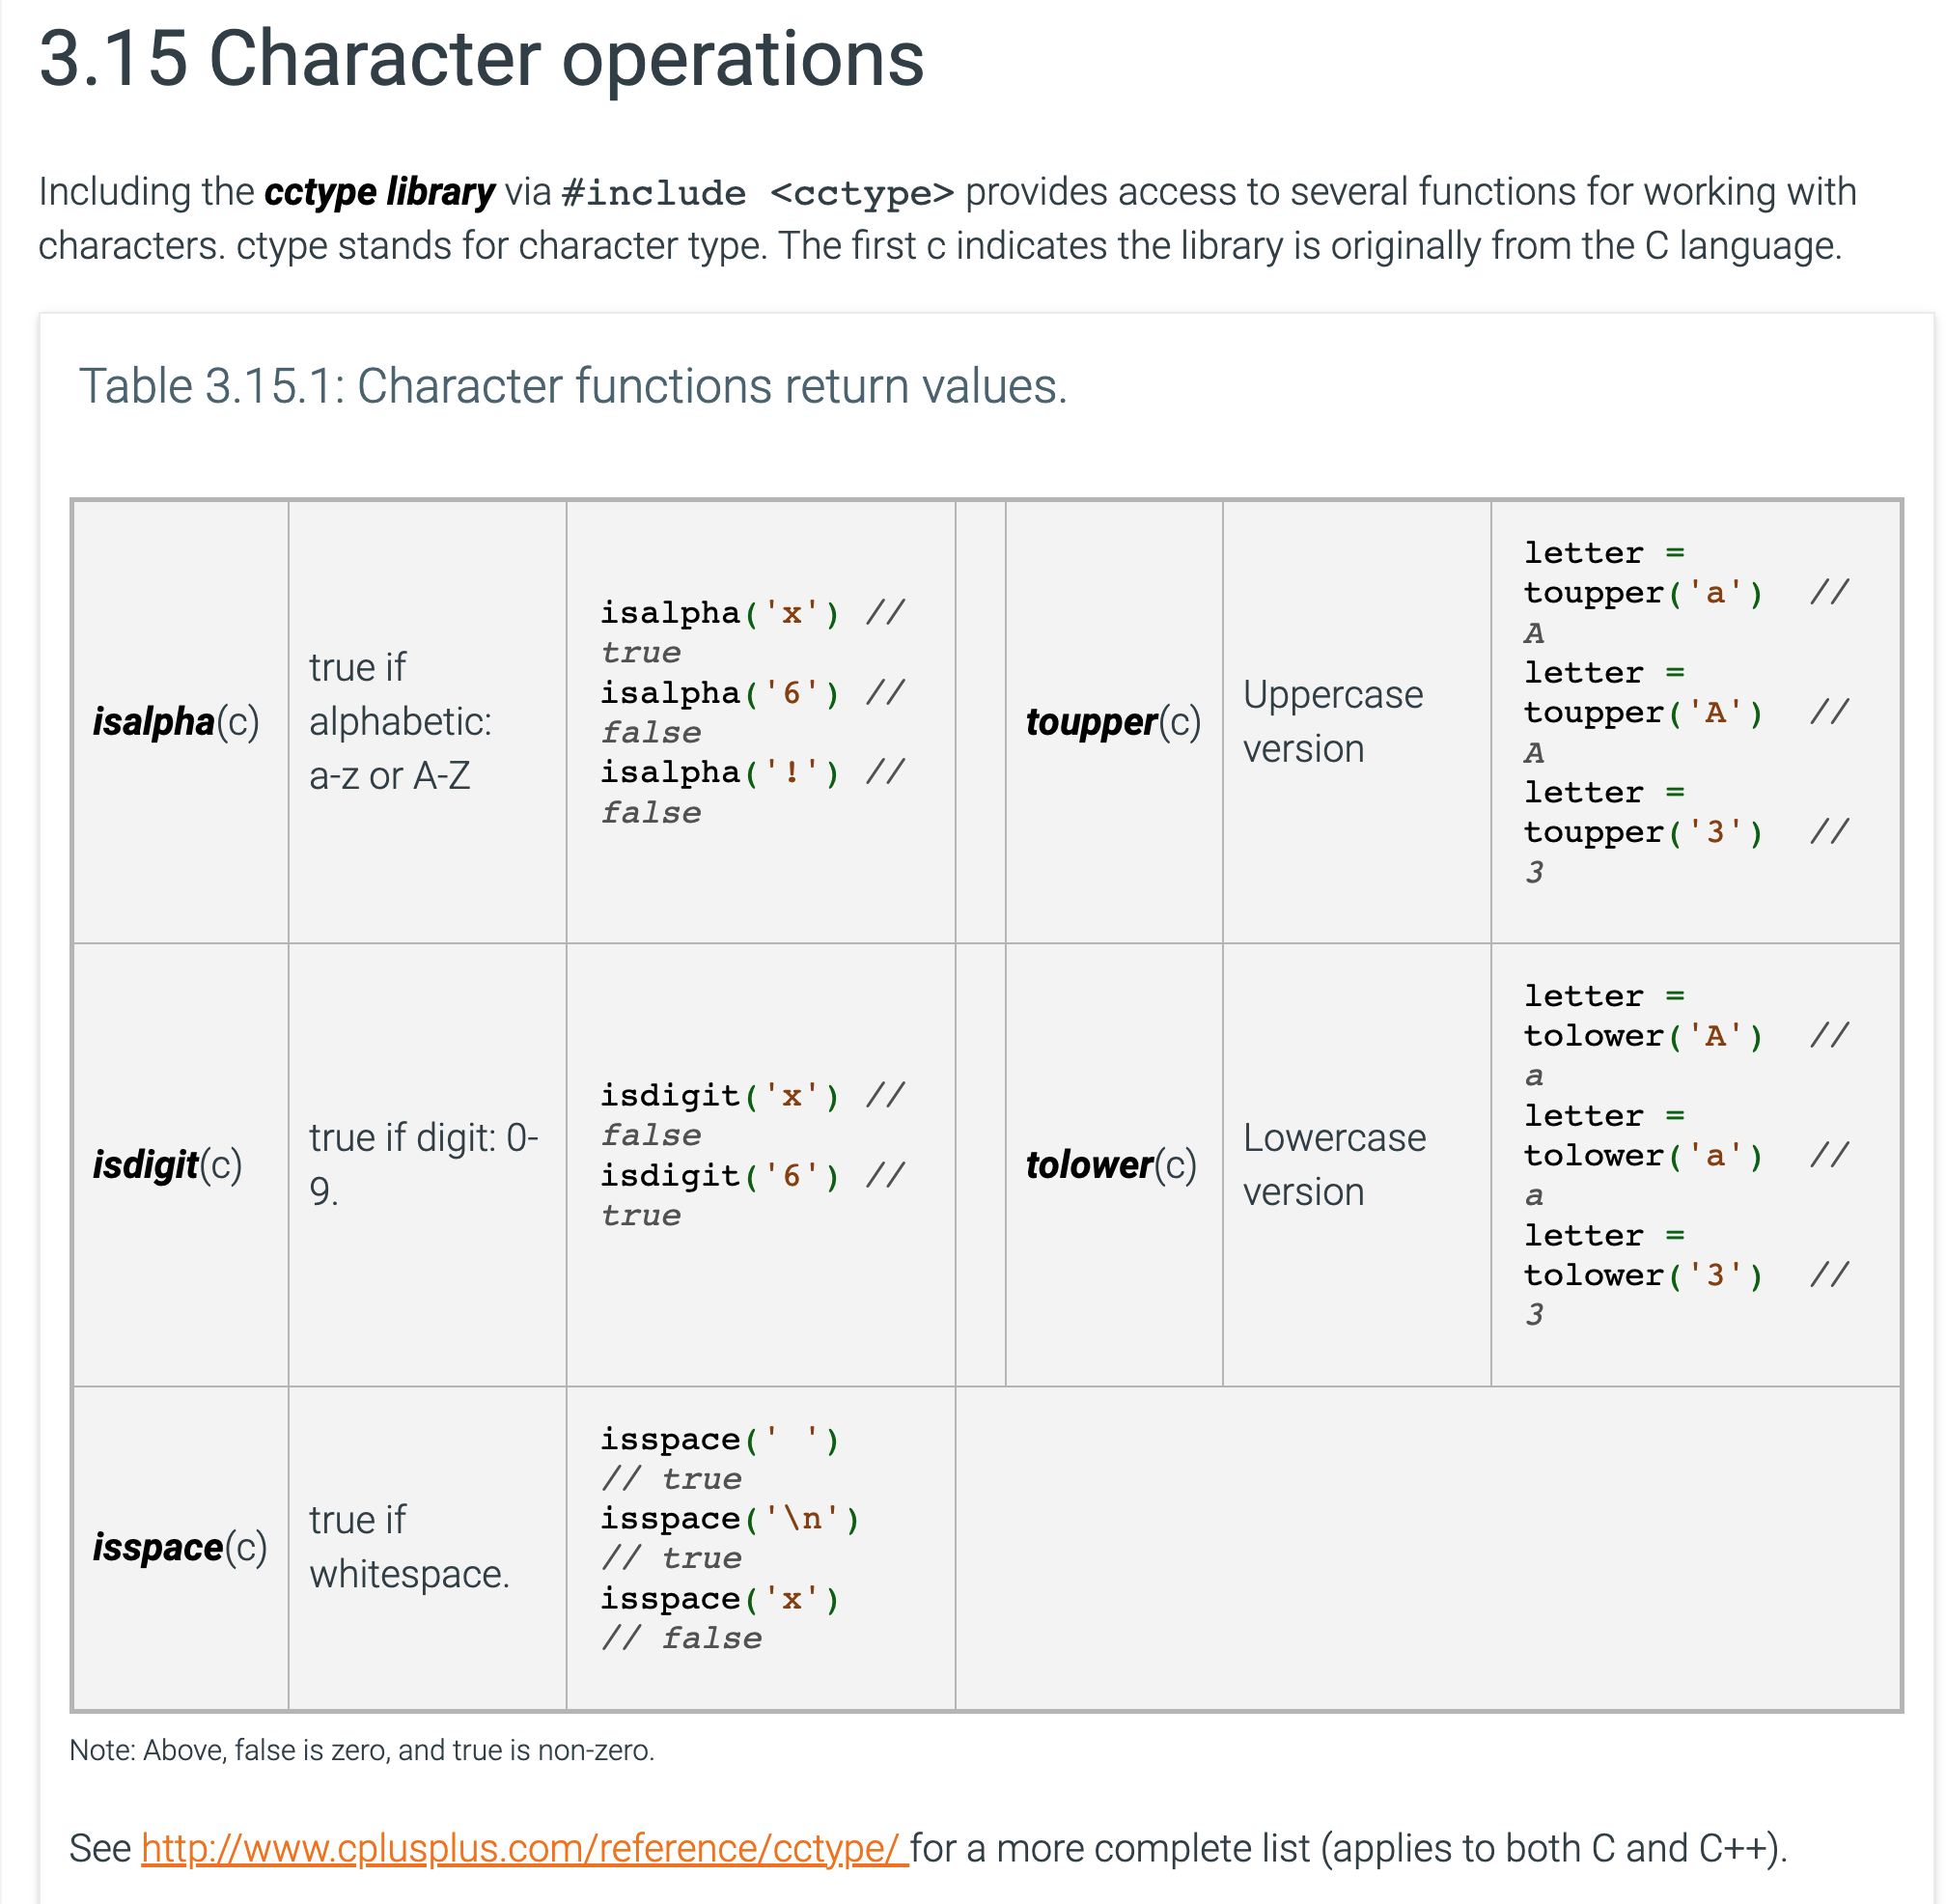 3.15 Character operations
Including the cctype library via #include <cctype> provides access to several functions for working with
characters. ctype stands for character type. The first c indicates the library is originally from the C language.
Table 3.15.1: Character functions return values.
isalpha(c)
true if
alphabetic:
a-z or A-Z
isalpha('x') //
true
isalpha('6') //
false
isalpha('!') //
false
toupper(c)
Uppercase
version
letter =
toupper('a')  //
A
letter =
toupper('A')  //
A
letter =
toupper('3')  //
3
isdigit(c)
true if digit: 0-
9.
isdigit('x') //
false
isdigit('6') //
true
tolower(c)
Lowercase
version
letter =
tolower('A')  //
a
letter =
tolower('a')  //
a
letter =
tolower('3')  //
3
isspace(c)
true if
whitespace.
isspace(' ')
// true
isspace('\n')
// true
isspace('x')
// false
Note: Above, false is zero, and true is non-zero.
See http://www.cplusplus.com/reference/cctype/ for a more complete list (applies to both C and C++).